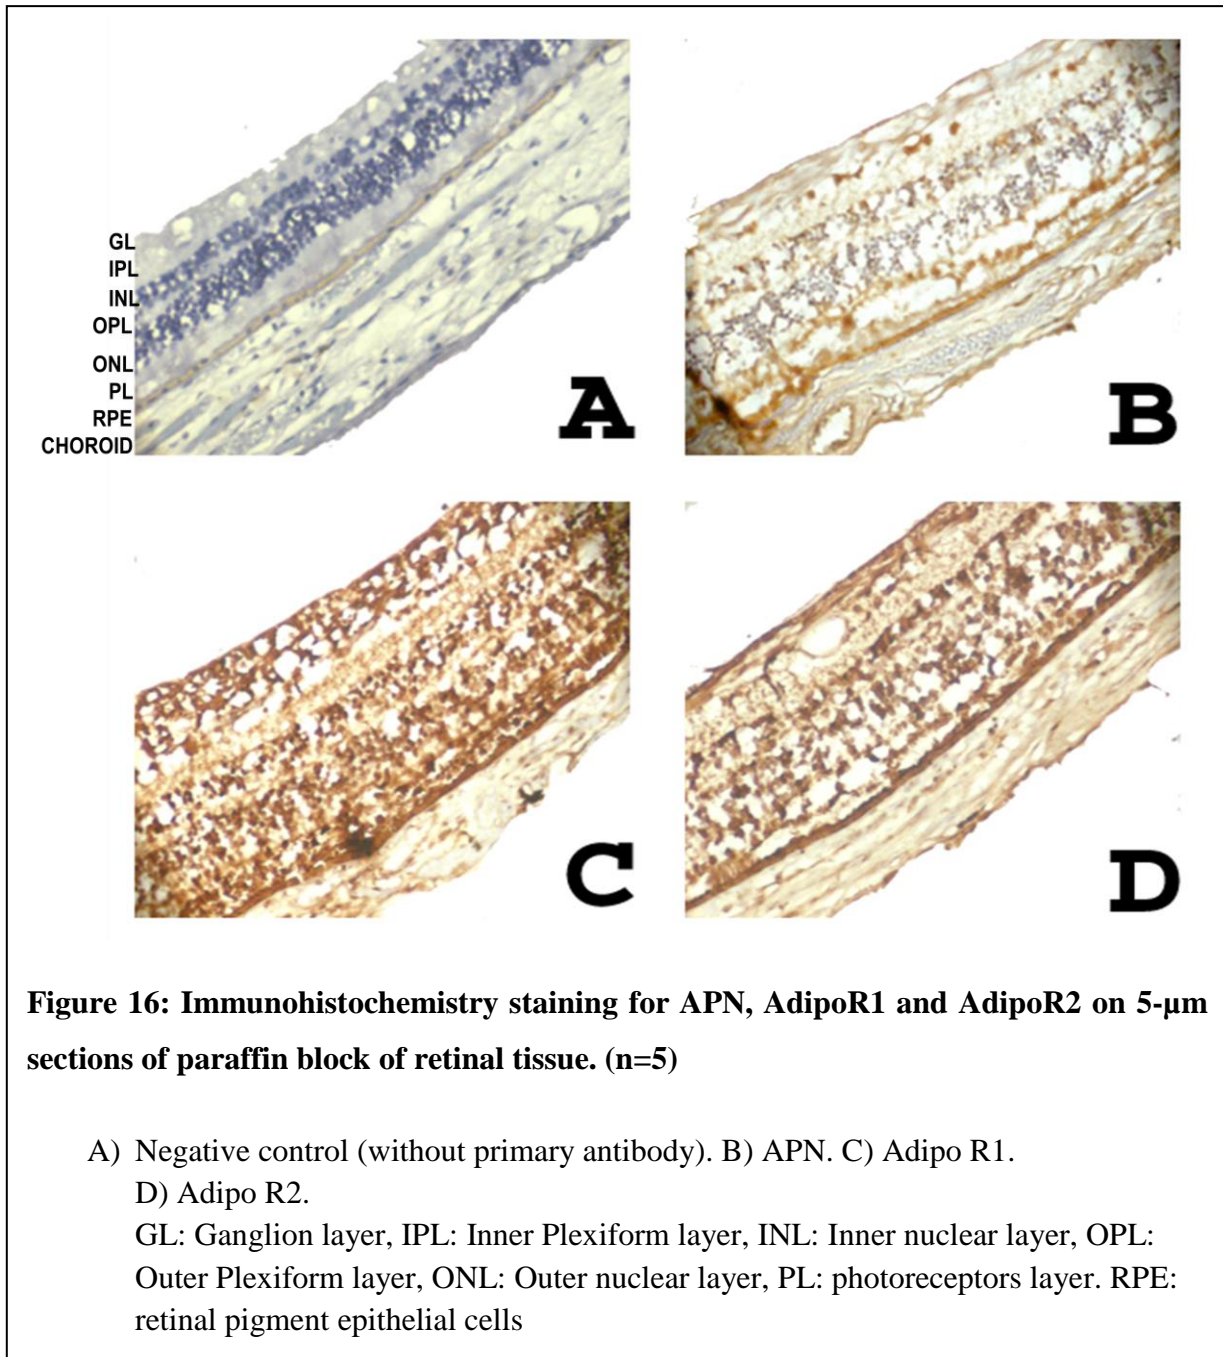 GL
IPL
INL
OPL
ONL
PL
RPE
CHOROID
A
B
C
D
Figure 16: Immunohistochemistry staining for APN, AdipoR1 and AdipoR2 on 5-µm
sections of paraffin block of retinal tissue. (n=5)
A) Negative control (without primary antibody). B) APN. C) Adipo R1.
D) Adipo R2.
GL: Ganglion layer, IPL: Inner Plexiform layer, INL: Inner nuclear layer, OPL:
Outer Plexiform layer, ONL: Outer nuclear layer, PL: photoreceptors layer. RPE:
retinal pigment epithelial cells